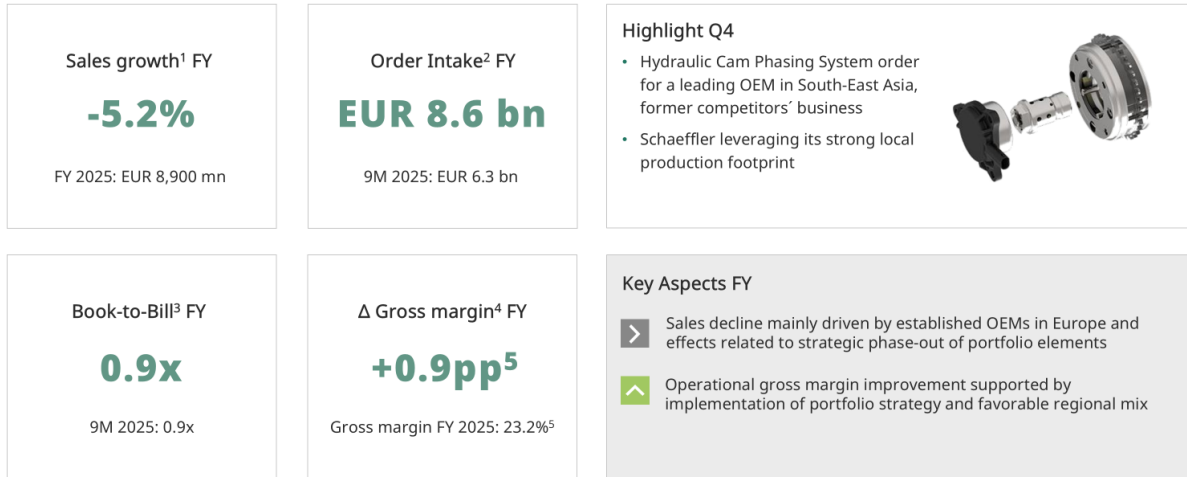 Sales growth¹ FY
-5.2%
FY 2025: EUR 8,900 mn
Order Intake² FY
EUR 8.6 bn
9M 2025: EUR 6.3 bn
Highlight Q4
• Hydraulic Cam Phasing System order
for a leading OEM in South-East Asia,
former competitors´ business
• Schaeffler leveraging its strong local
production footprint
Book-to-Bill³ FY
0.9x
9M 2025: 0.9x
Δ Gross margin⁴ FY
+0.9pp⁵
Gross margin FY 2025: 23.2%⁵
Key Aspects FY
Sales decline mainly driven by established OEMs in Europe and
effects related to strategic phase-out of portfolio elements
Operational gross margin improvement supported by
implementation of portfolio strategy and favorable regional mix